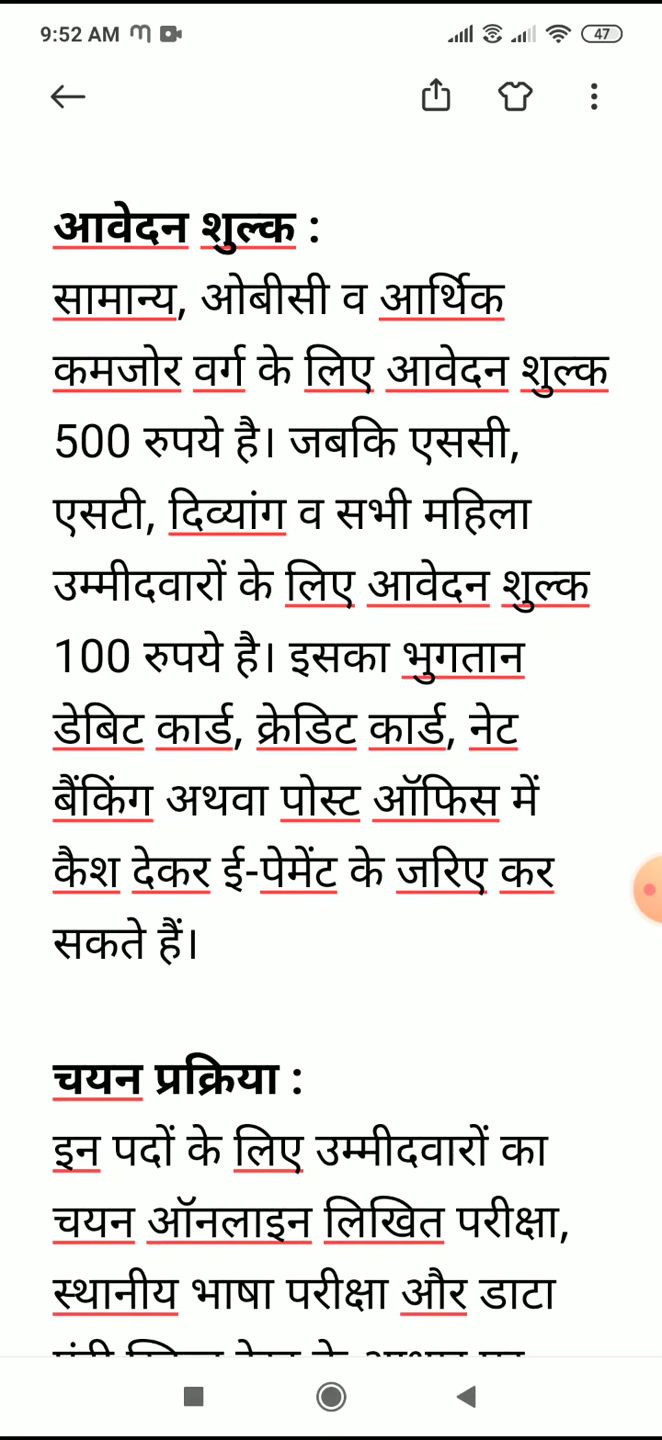 9:52 AM
47
आवेदन शुल्क :
सामान्य, ओबीसी व आर्थिक
कमजोर वर्ग के लिए आवेदन शुल्क
500 रुपये है। जबकि एससी,
एसटी, दिव्यांग व सभी महिला
उम्मीदवारों के लिए आवेदन शुल्क
100 रुपये है। इसका भुगतान
डेबिट कार्ड, क्रेडिट कार्ड, नेट
बैंकिंग अथवा पोस्ट ऑफिस में
कैश देकर ई-पेमेंट के जरिए कर
सकते हैं।
चयन प्रक्रिया :
इन पदों के लिए उम्मीदवारों का
चयन ऑनलाइन लिखित परीक्षा,
स्थानीय भाषा परीक्षा और डाटा